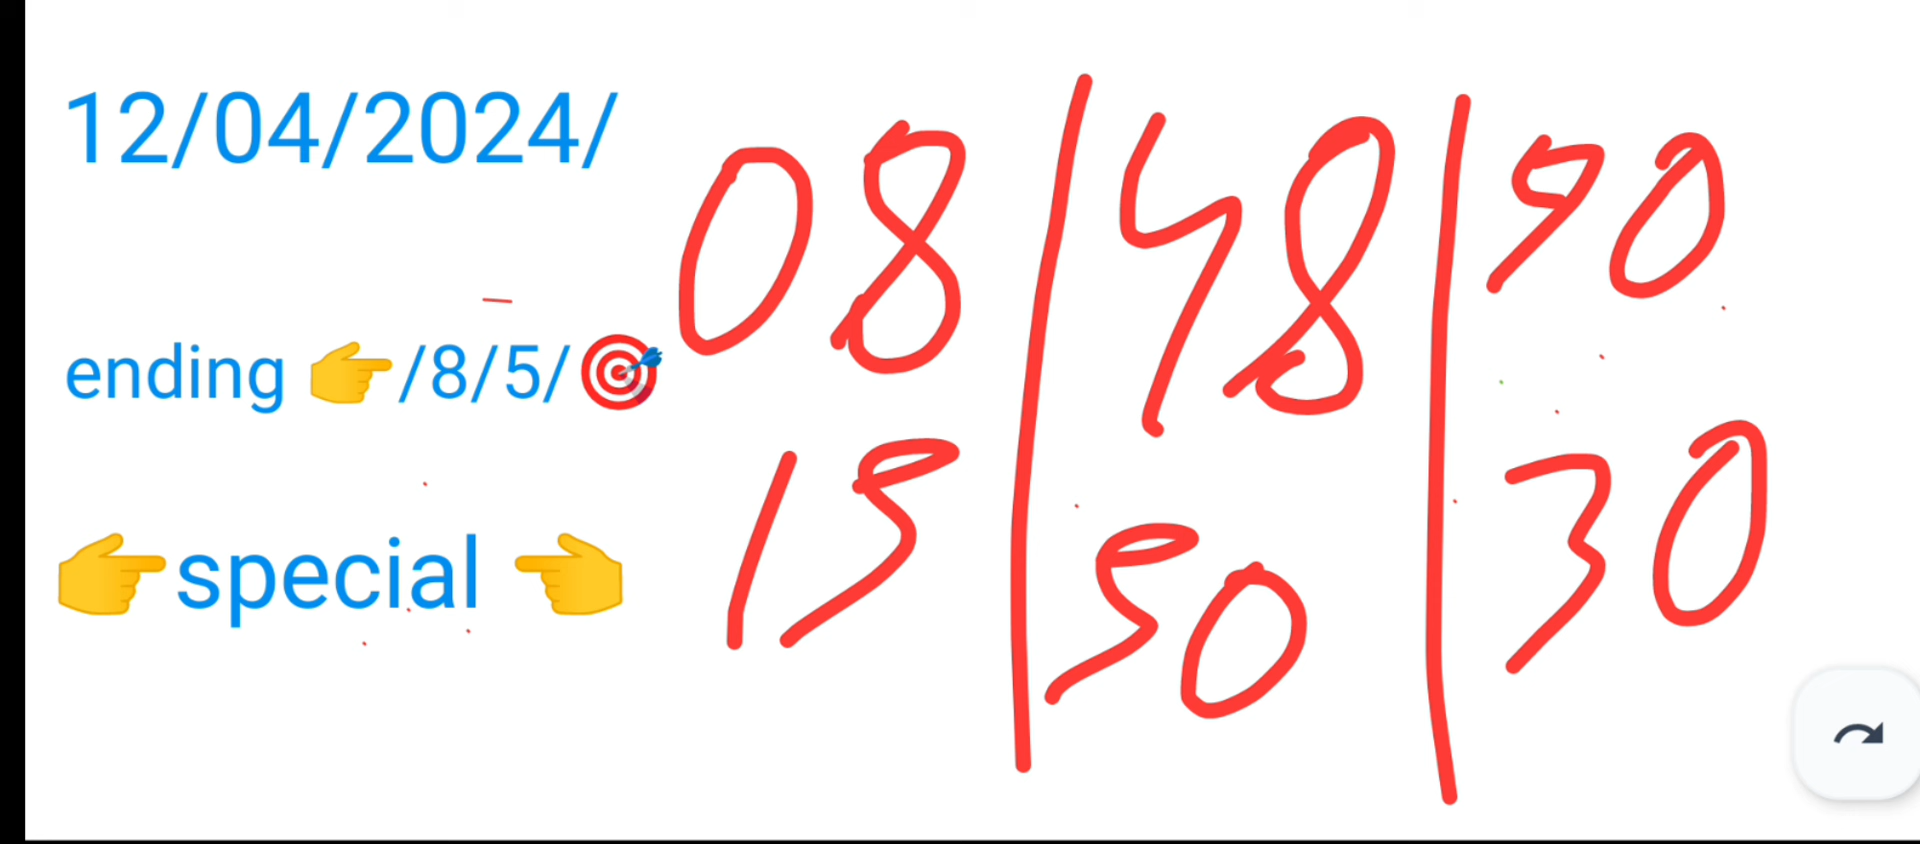 12/04/2024/
ending 👉/8/5/🎯
👉special 👈
08 | 48 | 90
15 | 50 | 30